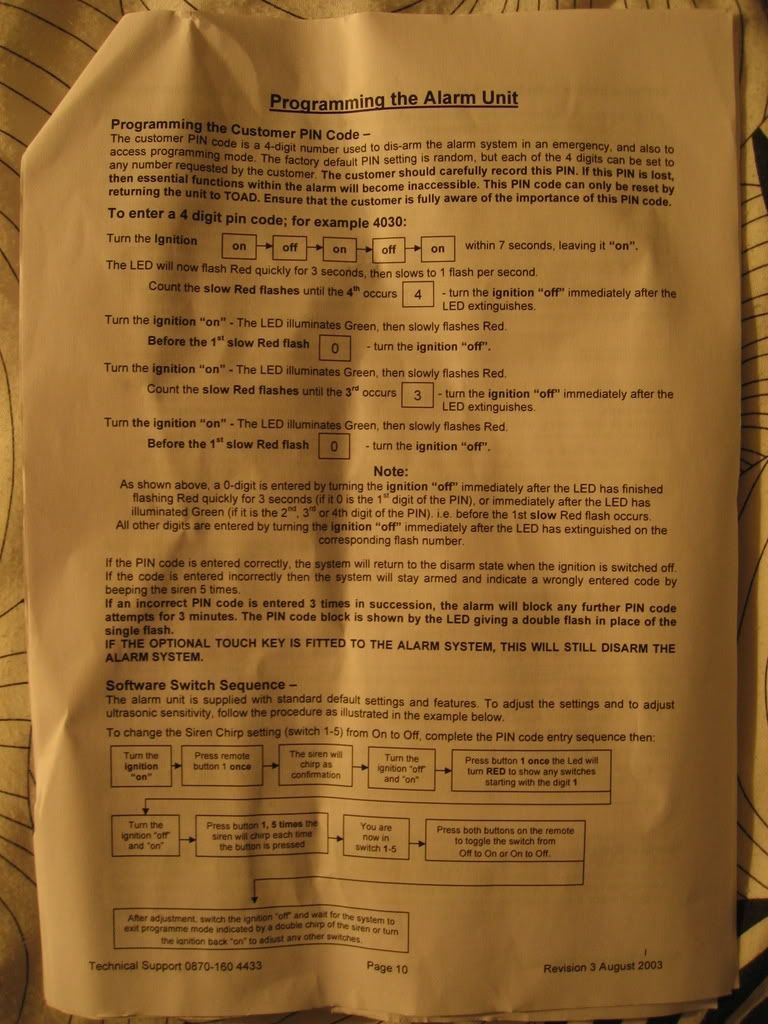 Programming the Alarm Unit
Programming the Customer PIN Code –
The customer PIN code is a 4-digit number used to dis-arm the alarm system in an emergency, and also to
access programming mode. The factory default PIN setting is random, but each of the 4 digits can be set to
any number requested by the customer. The customer should carefully record this PIN. If this PIN is lost,
then essential functions within the alarm will become inaccessible. This PIN code can only be reset by
returning the unit to TOAD. Ensure that the customer is fully aware of the importance of this PIN code.
To enter a 4 digit pin code; for example 4030:
Turn the Ignition on off on off on within 7 seconds, leaving it “on”.
The LED will now flash Red quickly for 3 seconds, then slows to 1 flash per second.
Count the slow Red flashes until the 4th occurs 4 - turn the ignition “off” immediately after the
LED extinguishes.
Turn the ignition “on” - The LED illuminates Green, then slowly flashes Red.
Before the 1st slow Red flash 0 - turn the ignition “off”.
Turn the ignition “on” - The LED illuminates Green, then slowly flashes Red.
Count the slow Red flashes until the 3rd occurs 3 - turn the ignition “off” immediately after the
LED extinguishes.
Turn the ignition “on” - The LED illuminates Green, then slowly flashes Red.
Before the 1st slow Red flash 0 - turn the ignition “off”.
Note:
As shown above, a 0-digit is entered by turning the ignition “off” immediately after the LED has finished
flashing Red quickly for 3 seconds (if it 0 is the 1st digit of the PIN), or immediately after the LED has
illuminated Green (if it is the 2nd, 3rd or 4th digit of the PIN). i.e. before the 1st slow Red flash occurs.
All other digits are entered by turning the ignition “off” immediately after the LED has extinguished on the
corresponding flash number.
If the PIN code is entered correctly, the system will return to the disarm state when the ignition is switched off.
If the code is entered incorrectly then the system will stay armed and indicate a wrongly entered code by
beeping the siren 5 times.
If an incorrect PIN code is entered 3 times in succession, the alarm will block any further PIN code
attempts for 3 minutes. The PIN code block is shown by the LED giving a double flash in place of the
single flash.
IF THE OPTIONAL TOUCH KEY IS FITTED TO THE ALARM SYSTEM, THIS WILL STILL DISARM THE
ALARM SYSTEM.
Software Switch Sequence –
The alarm unit is supplied with standard default settings and features. To adjust the settings and to adjust
ultrasonic sensitivity, follow the procedure as illustrated in the example below.
To change the Siren Chirp setting (switch 1-5) from On to Off, complete the PIN code entry sequence then:
Turn the
ignition
“on”
Press remote
button 1 once
The siren will
chirp as
confirmation
Turn the
ignition “off”
and “on”
Press button 1 once the Led will
turn RED to show any switches
starting with the digit 1
Turn the
ignition “off”
and “on”
Press button 1, 5 times the
siren will chirp each time
the button is pressed
You are
now in
switch 1-5
Press both buttons on the remote
to toggle the switch from
Off to On or On to Off.
After adjustment, switch the ignition “off” and wait for the system to
exit programme mode indicated by a double chirp of the siren or turn
the ignition back “on” to adjust any other switches.
Technical Support 0870-160 4433 Page 10 Revision 3 August 2003